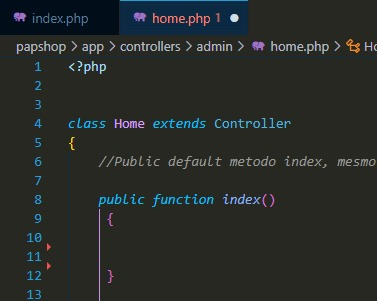 index.php
home.php 1
papshop > app > controllers > admin > home.php > Ho
1 <?php
2
3
4 class Home extends Controller
5 {
6 //Public default metodo index, mesmo
7
8 public function index()
9 {
10
11
12 }
13